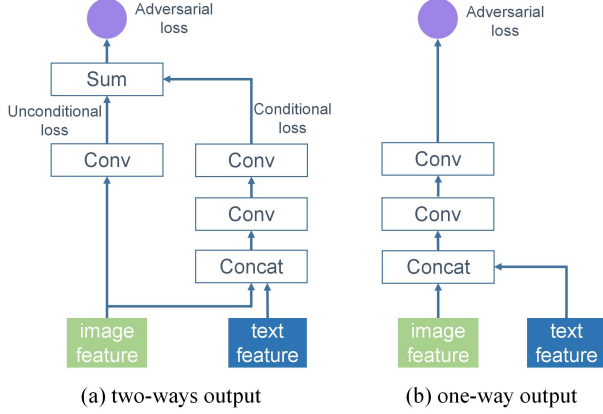 Adversarial
loss
Sum
Unconditional
loss
Conditional
loss
Conv
Conv
Conv
Concat
image
feature
text
feature
(a) two-ways output
Adversarial
loss
Conv
Conv
Concat
image
feature
text
feature
(b) one-way output